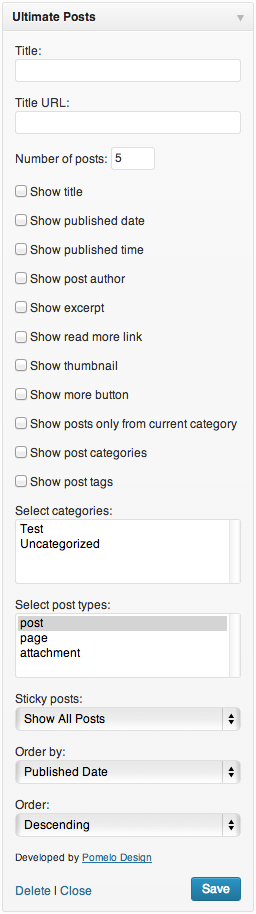 Ultimate Posts
Title:
Title URL:
Number of posts: 5
Show title
Show published date
Show published time
Show post author
Show excerpt
Show read more link
Show thumbnail
Show more button
Show posts only from current category
Show post categories
Show post tags
Select categories:
Test
Uncategorized
Select post types:
post
page
attachment
Sticky posts:
Show All Posts
Order by:
Published Date
Order:
Descending
Developed by Pomelo Design
Delete | Close Save